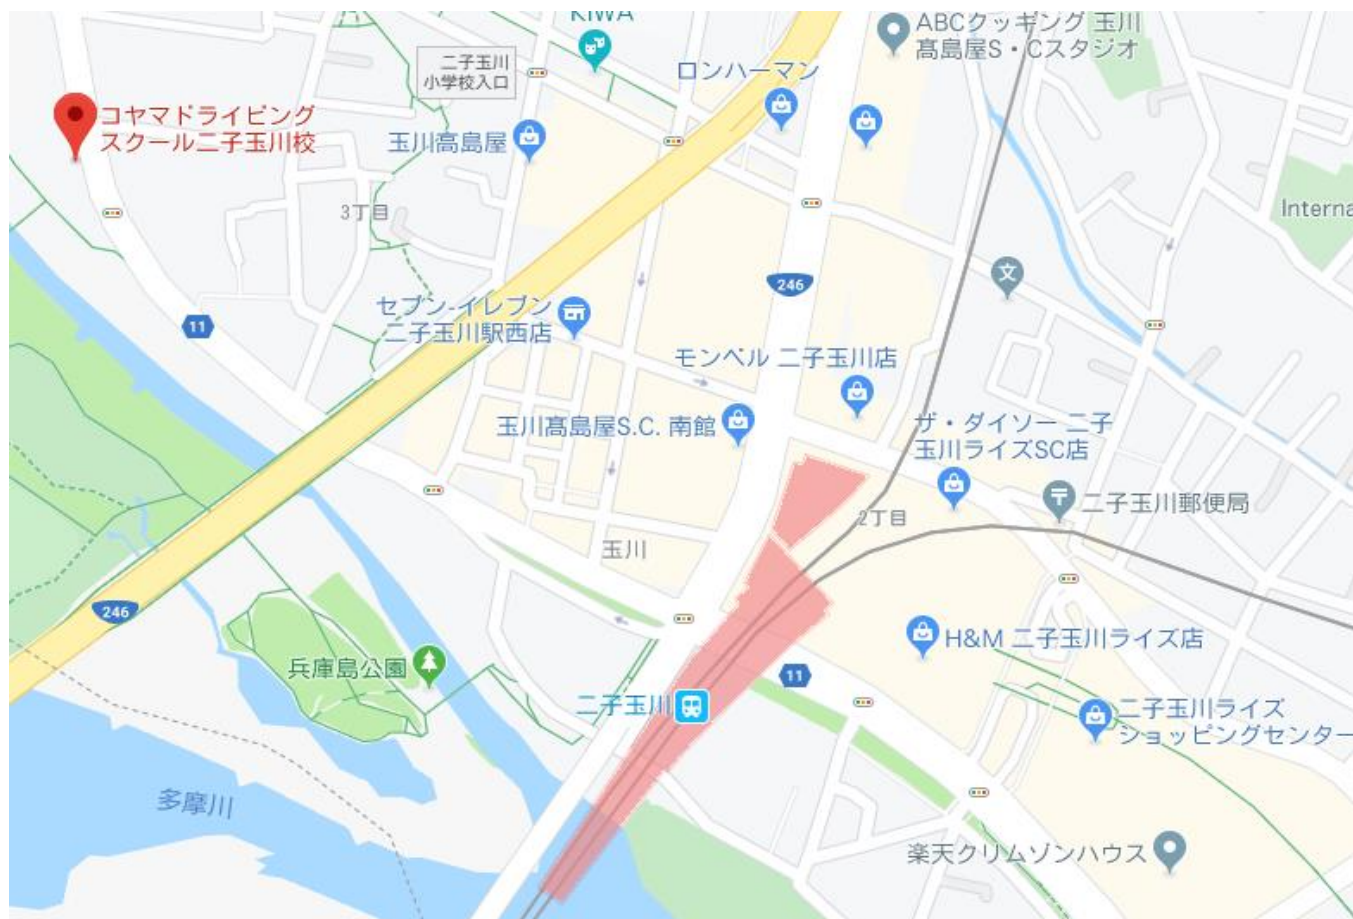 KIWA
ABCクッキング 玉川
髙島屋S・Cスタジオ
二子玉川
小学校入口
ロンハーマン
コヤマドライビング
スクール二子玉川校
玉川高島屋
3丁目
Interna
文
246
セブン-イレブン
二子玉川駅西店
11
モンベル 二子玉川店
玉川髙島屋S.C. 南館
ザ・ダイソー 二子
玉川ライズSC店
二子玉川郵便局
2丁目
玉川
246
H&M 二子玉川ライズ店
兵庫島公園
11
二子玉川
二子玉川ライズ
ショッピングセンター
多摩川
楽天クリムゾンハウス